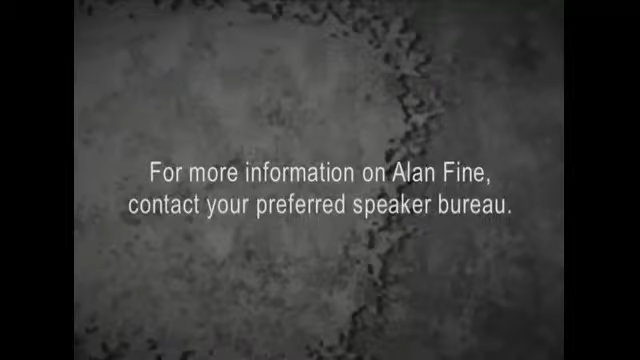 For more information on Alan Fine,
contact your preferred speaker bureau.